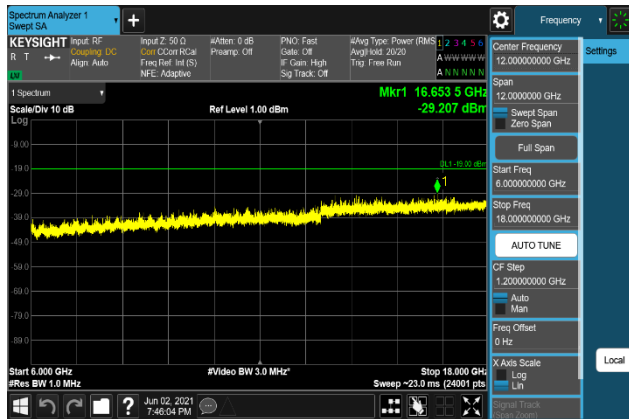 Spectrum Analyzer 1
Swept SA
Frequency
KEYSIGHT
R T
LXI
Input: RF
Coupling: DC
Align: Auto
Input Z: 50 Ω
Corr CCorr RCal
Freq Ref: Int (S)
NFE: Adaptive
#Atten: 0 dB
Preamp: Off
PNO: Fast
Gate: Off
IF Gain: High
Sig Track: Off
#Avg Type: Power (RMS)
Avg|Hold: 20/20
Trig: Free Run
1 2 3 4 5 6
A W W W W W
A N N N N N
1 Spectrum
Scale/Div 10 dB
Log
Ref Level 1.00 dBm
Mkr1 16.653 5 GHz
-29.207 dBm
-9.00
-19.0
-29.0
-39.0
-49.0
-59.0
-69.0
-79.0
-89.0
DL1 -19.00 dBm
1
Start 6.000 GHz
#Res BW 1.0 MHz
#Video BW 3.0 MHz*
Stop 18.000 GHz
Sweep ~23.0 ms (24001 pts
Jun 02, 2021
7:46:04 PM
Center Frequency
12.000000000 GHz
Span
12.0000000 GHz
Swept Span
Zero Span
Full Span
Start Freq
6.000000000 GHz
Stop Freq
18.000000000 GHz
AUTO TUNE
CF Step
1.200000000 GHz
Auto
Man
Freq Offset
0 Hz
X Axis Scale
Log
Lin
Signal Track
(Span Zoom)
Settings
Local